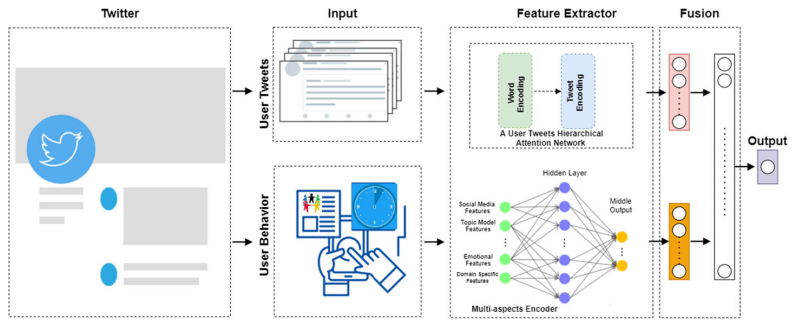 Twitter
Input
Feature Extractor
Fusion
User Tweets
Word
Encoding
Tweet
Encoding
A User Tweets Hierarchical
Attention Network
Output
User Behavior
Hidden Layer
Social Media
Features
Topic Model
Features
Emotional
Features
Domain Specific
Features
Middle
Output
Multi-aspects Encoder